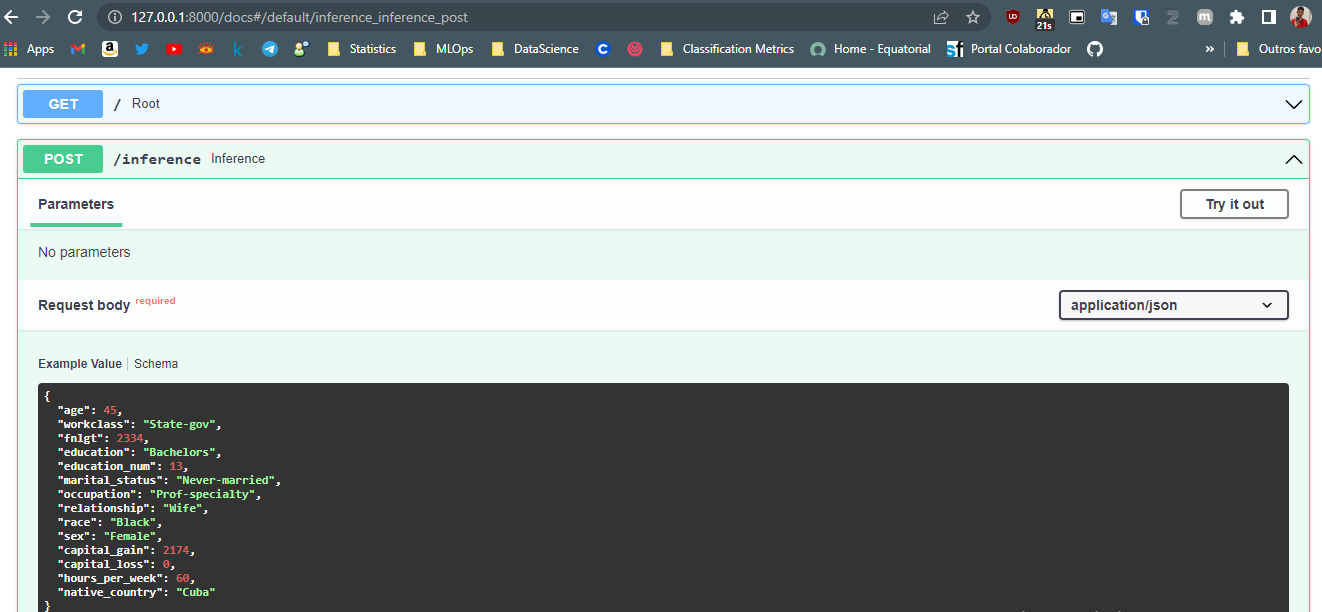 127.0.0.1:8000/docs#/default/inference_inference_post
21s
Apps
Statistics
MLOps
DataScience
Classification Metrics
Home - Equatorial
Portal Colaborador
»
Outros favo
GET / Root
POST /inference Inference
Parameters
Try it out
No parameters
Request body required
application/json
Example Value | Schema
{
"age": 45,
"workclass": "State-gov",
"fnlgt": 2334,
"education": "Bachelors",
"education_num": 13,
"marital_status": "Never-married",
"occupation": "Prof-specialty",
"relationship": "Wife",
"race": "Black",
"sex": "Female",
"capital_gain": 2174,
"capital_loss": 0,
"hours_per_week": 60,
"native_country": "Cuba"
}